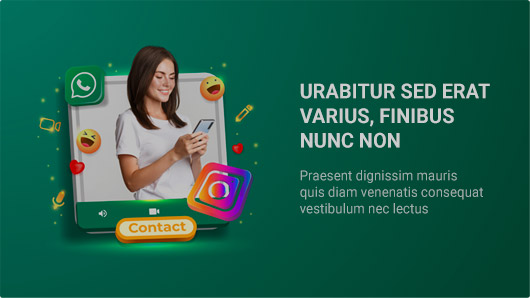 URABITUR SED ERAT
VARIUS, FINIBUS
NUNC NON
Praesent dignissim mauris
quis diam venenatis consequat
vestibulum nec lectus
Contact